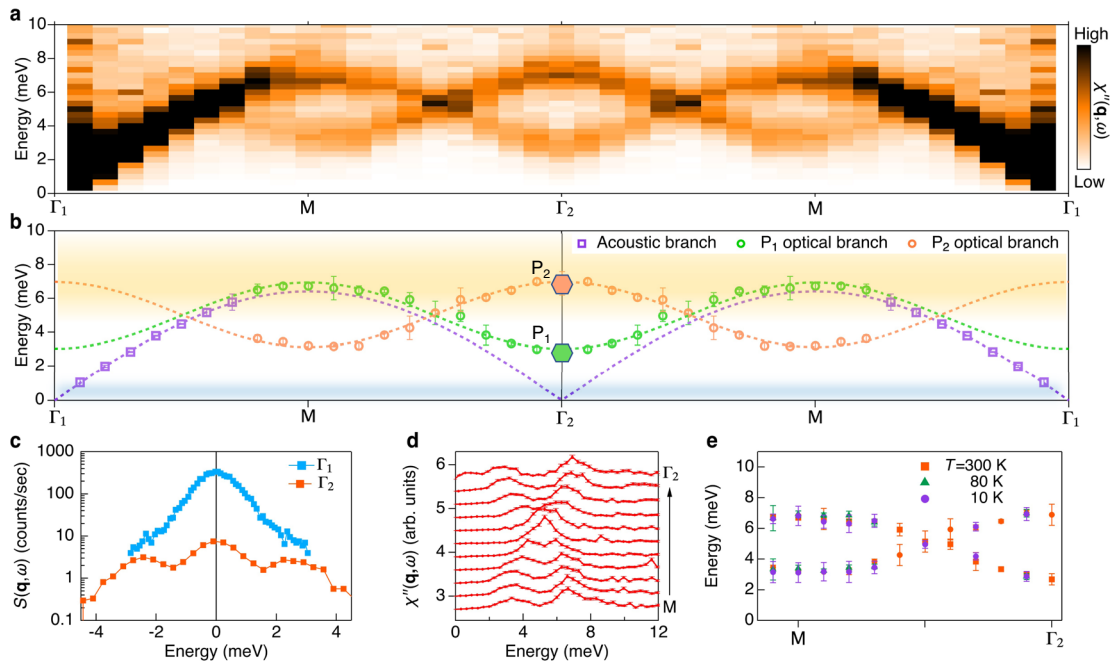 a
10
8
6
4
2
0
Energy (meV)
Γ1
M
Γ2
M
Γ1
High
χ″(q,ω)
Low
b
10
8
6
4
2
0
Energy (meV)
Acoustic branch
P1 optical branch
P2 optical branch
P2
P1
Γ1
M
Γ2
M
Γ1
c
1000
100
10
1
0.1
S(q,ω) (counts/sec)
Γ1
Γ2
-4
-2
0
2
4
Energy (meV)
d
6
5
4
3
χ″(q,ω) (arb. units)
Γ2
M
0
2
4
6
8
10
12
Energy (meV)
e
10
8
6
4
2
0
Energy (meV)
T=300 K
80 K
10 K
M
Γ2